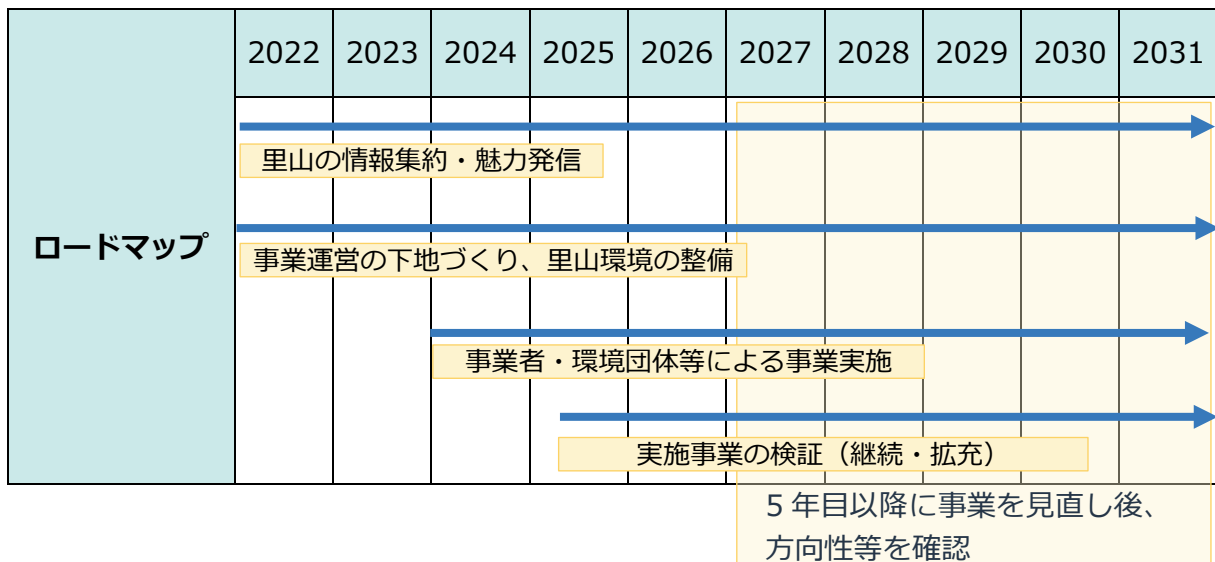 2022 2023 2024 2025 2026 2027 2028 2029 2030 2031
里山の情報集約・魅力発信
ロードマップ
事業運営の下地づくり、里山環境の整備
事業者・環境団体等による事業実施
実施事業の検証（継続・拡充）
5 年目以降に事業を見直し後、
方向性等を確認